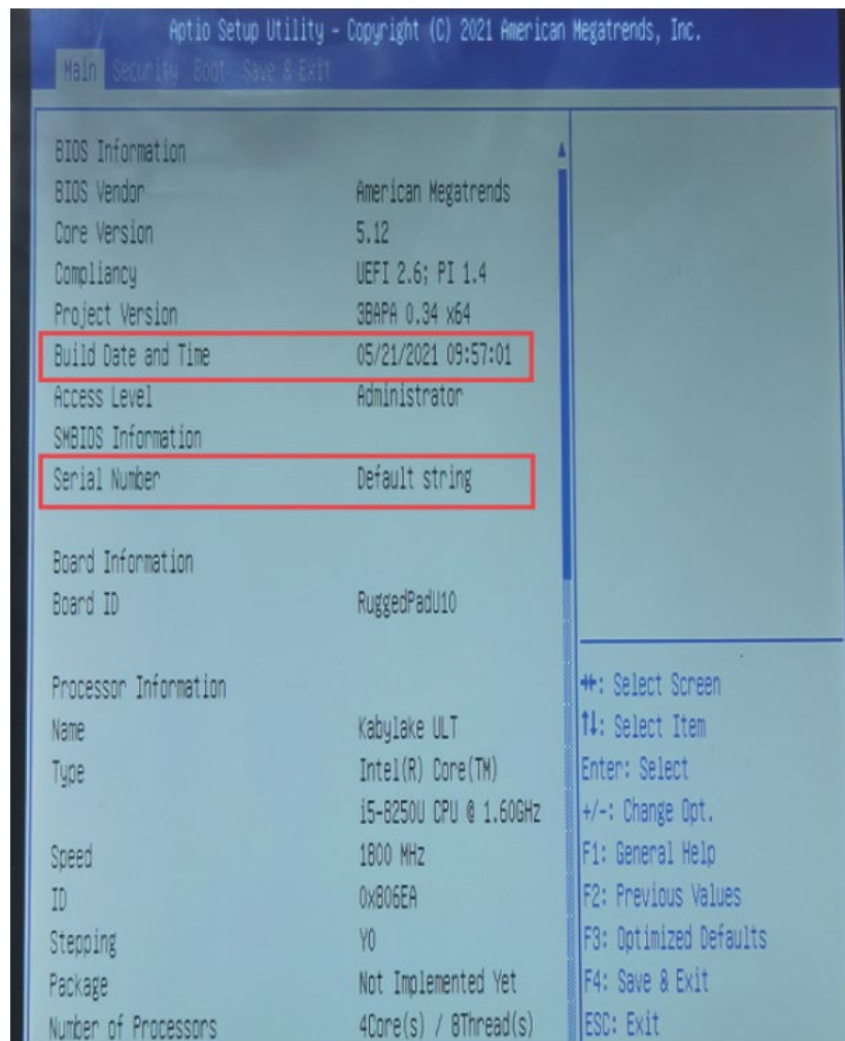 Aptio Setup Utility - Copyright (C) 2021 American Megatrends, Inc.
Main Security Boot Save & Exit
BIOS Information
BIOS Vendor American Megatrends
Core Version 5.12
Compliancy UEFI 2.6; PI 1.4
Project Version 3BAPA 0.34 x64
Build Date and Time 05/21/2021 09:57:01
Access Level Administrator
SMBIOS Information
Serial Number Default string
Board Information
Board ID RuggedPadU10
Processor Information
Name Kabylake ULT
Type Intel(R) Core(TM)
i5-8250U CPU @ 1.60GHz
Speed 1800 MHz
ID 0x806EA
Stepping Y0
Package Not Implemented Yet
Number of Processors 4Core(s) / 8Thread(s)
→←: Select Screen
↑↓: Select Item
Enter: Select
+/-: Change Opt.
F1: General Help
F2: Previous Values
F3: Optimized Defaults
F4: Save & Exit
ESC: Exit